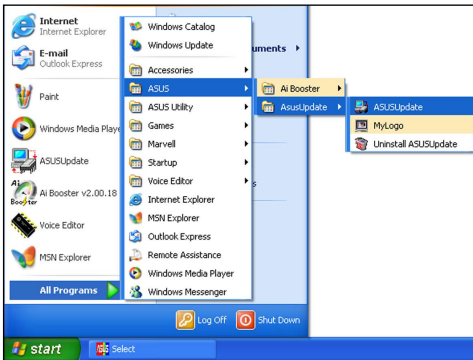 Internet
Internet Explorer
E-mail
Outlook Express
Paint
Windows Media Playe
ASUSUpdate
Ai Booster v2.00.18
Voice Editor
MSN Explorer
All Programs
Windows Catalog
Windows Update
Accessories
ASUS
ASUS Utility
Games
Marvell
Startup
Voice Editor
Internet Explorer
MSN Explorer
Outlook Express
Remote Assistance
Windows Media Player
Windows Messenger
uments
s
Ai Booster
AsusUpdate
ASUSUpdate
MyLogo
Uninstall ASUSUpdate
Log Off
Shut Down
start
Select